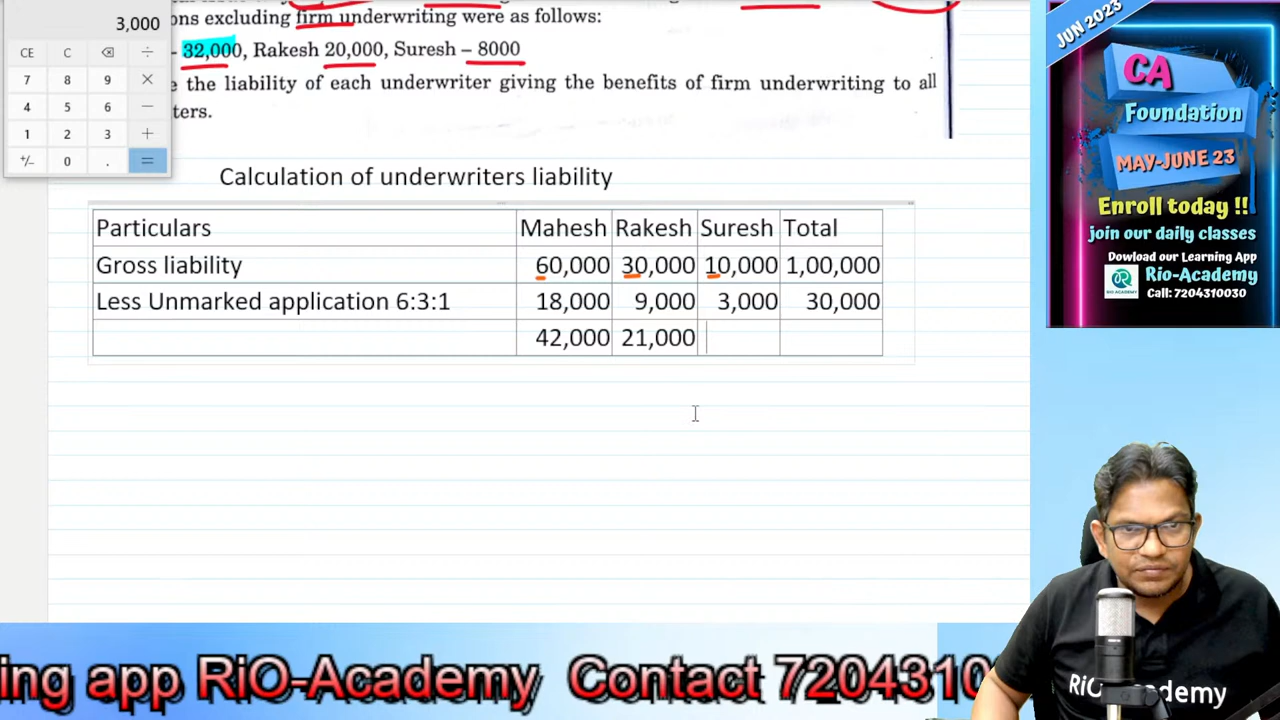 3,000
CE C ⌫ ÷
7 8 9 ×
4 5 6 −
1 2 3 +
+/- 0 . =
ons excluding firm underwriting were as follows:
- 32,000, Rakesh 20,000, Suresh – 8000
e the liability of each underwriter giving the benefits of firm underwriting to all
ters.
Calculation of underwriters liability
Particulars Mahesh Rakesh Suresh Total
Gross liability 60,000 30,000 10,000 1,00,000
Less Unmarked application 6:3:1 18,000 9,000 3,000 30,000
42,000 21,000
JUN 2023
CA
Foundation
MAY-JUNE 23
Enroll today !!
join our daily classes
Dowload our Learning App
RIO ACADEMY
Rio-Academy
Call: 7204310030
RiO-Academy
ing app RiO-Academy Contact 720431